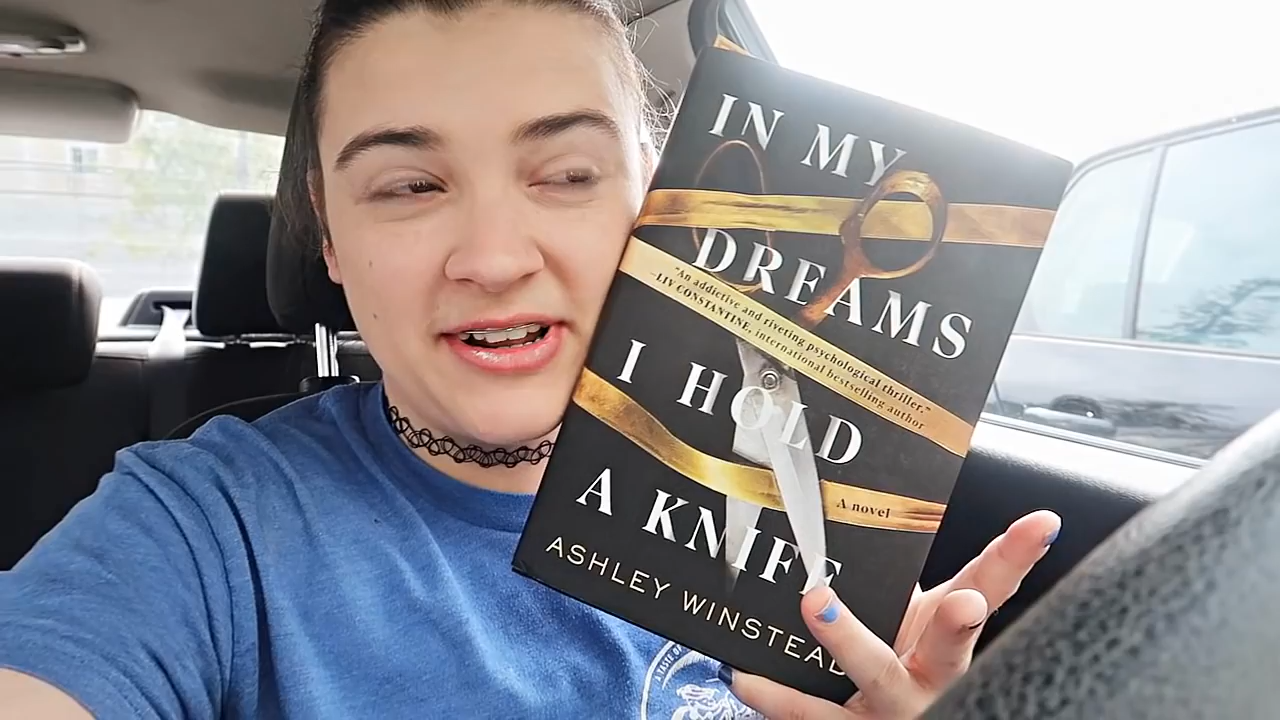 IN MY
DREAMS
"An addictive and riveting psychological thriller."
–LIV CONSTANTINE, international bestselling author
I HOLD
A KNIFE
A novel
ASHLEY WINSTEAD